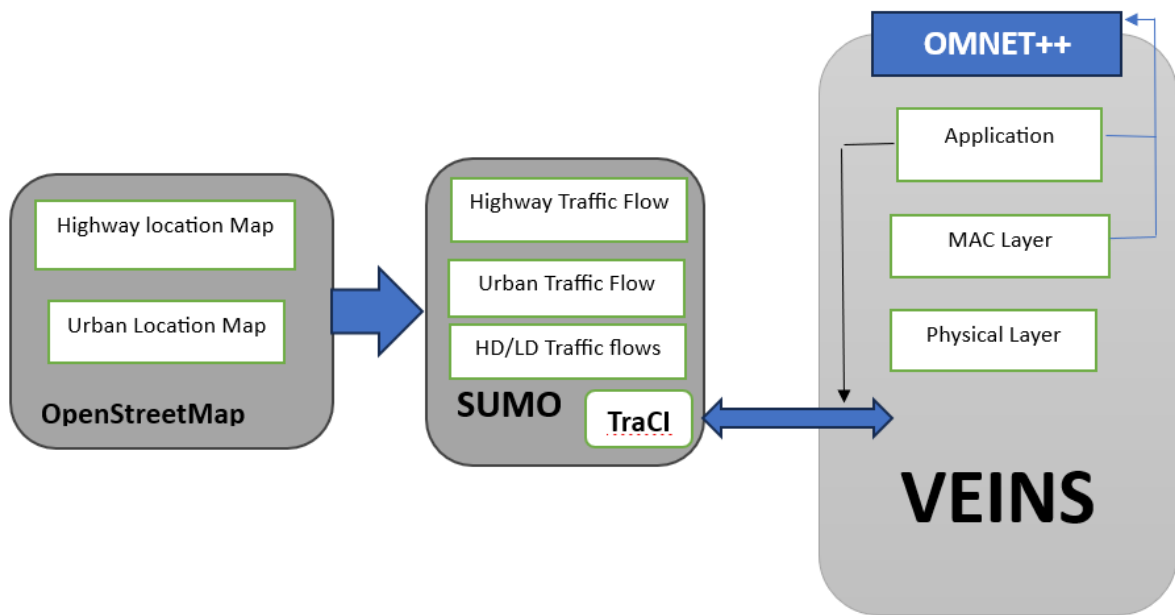 Highway location Map
Urban Location Map
OpenStreetMap
Highway Traffic Flow
Urban Traffic Flow
HD/LD Traffic flows
SUMO
TraCI
OMNET++
Application
MAC Layer
Physical Layer
VEINS